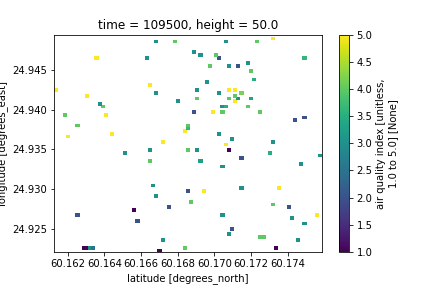 time = 109500, height = 50.0
24.945
24.940
24.935
24.930
24.925
longitude [degrees_east]
60.162 60.164 60.166 60.168 60.170 60.172 60.174
latitude [degrees_north]
5.0
4.5
4.0
3.5
3.0
2.5
2.0
1.5
1.0
air quality index [unitless,
1.0 to 5.0] [None]